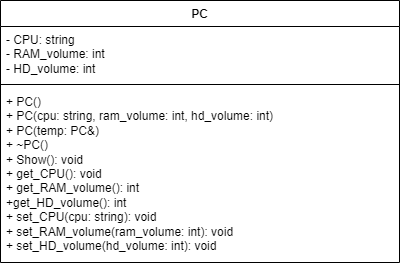 PC
- CPU: string
- RAM_volume: int
- HD_volume: int
+ PC()
+ PC(cpu: string, ram_volume: int, hd_volume: int)
+ PC(temp: PC&)
+ ~PC()
+ Show(): void
+ get_CPU(): void
+ get_RAM_volume(): int
+get_HD_volume(): int
+ set_CPU(cpu: string): void
+ set_RAM_volume(ram_volume: int): void
+ set_HD_volume(hd_volume: int): void